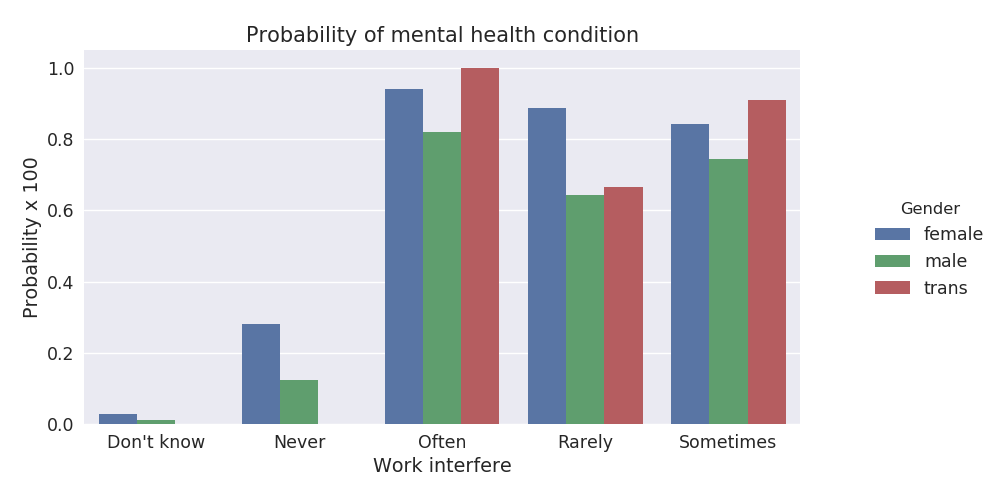 Probability of mental health condition
Probability x 100
1.0
0.8
0.6
0.4
0.2
0.0
Don't know Never Often Rarely Sometimes
Work interfere
Gender
female
male
trans